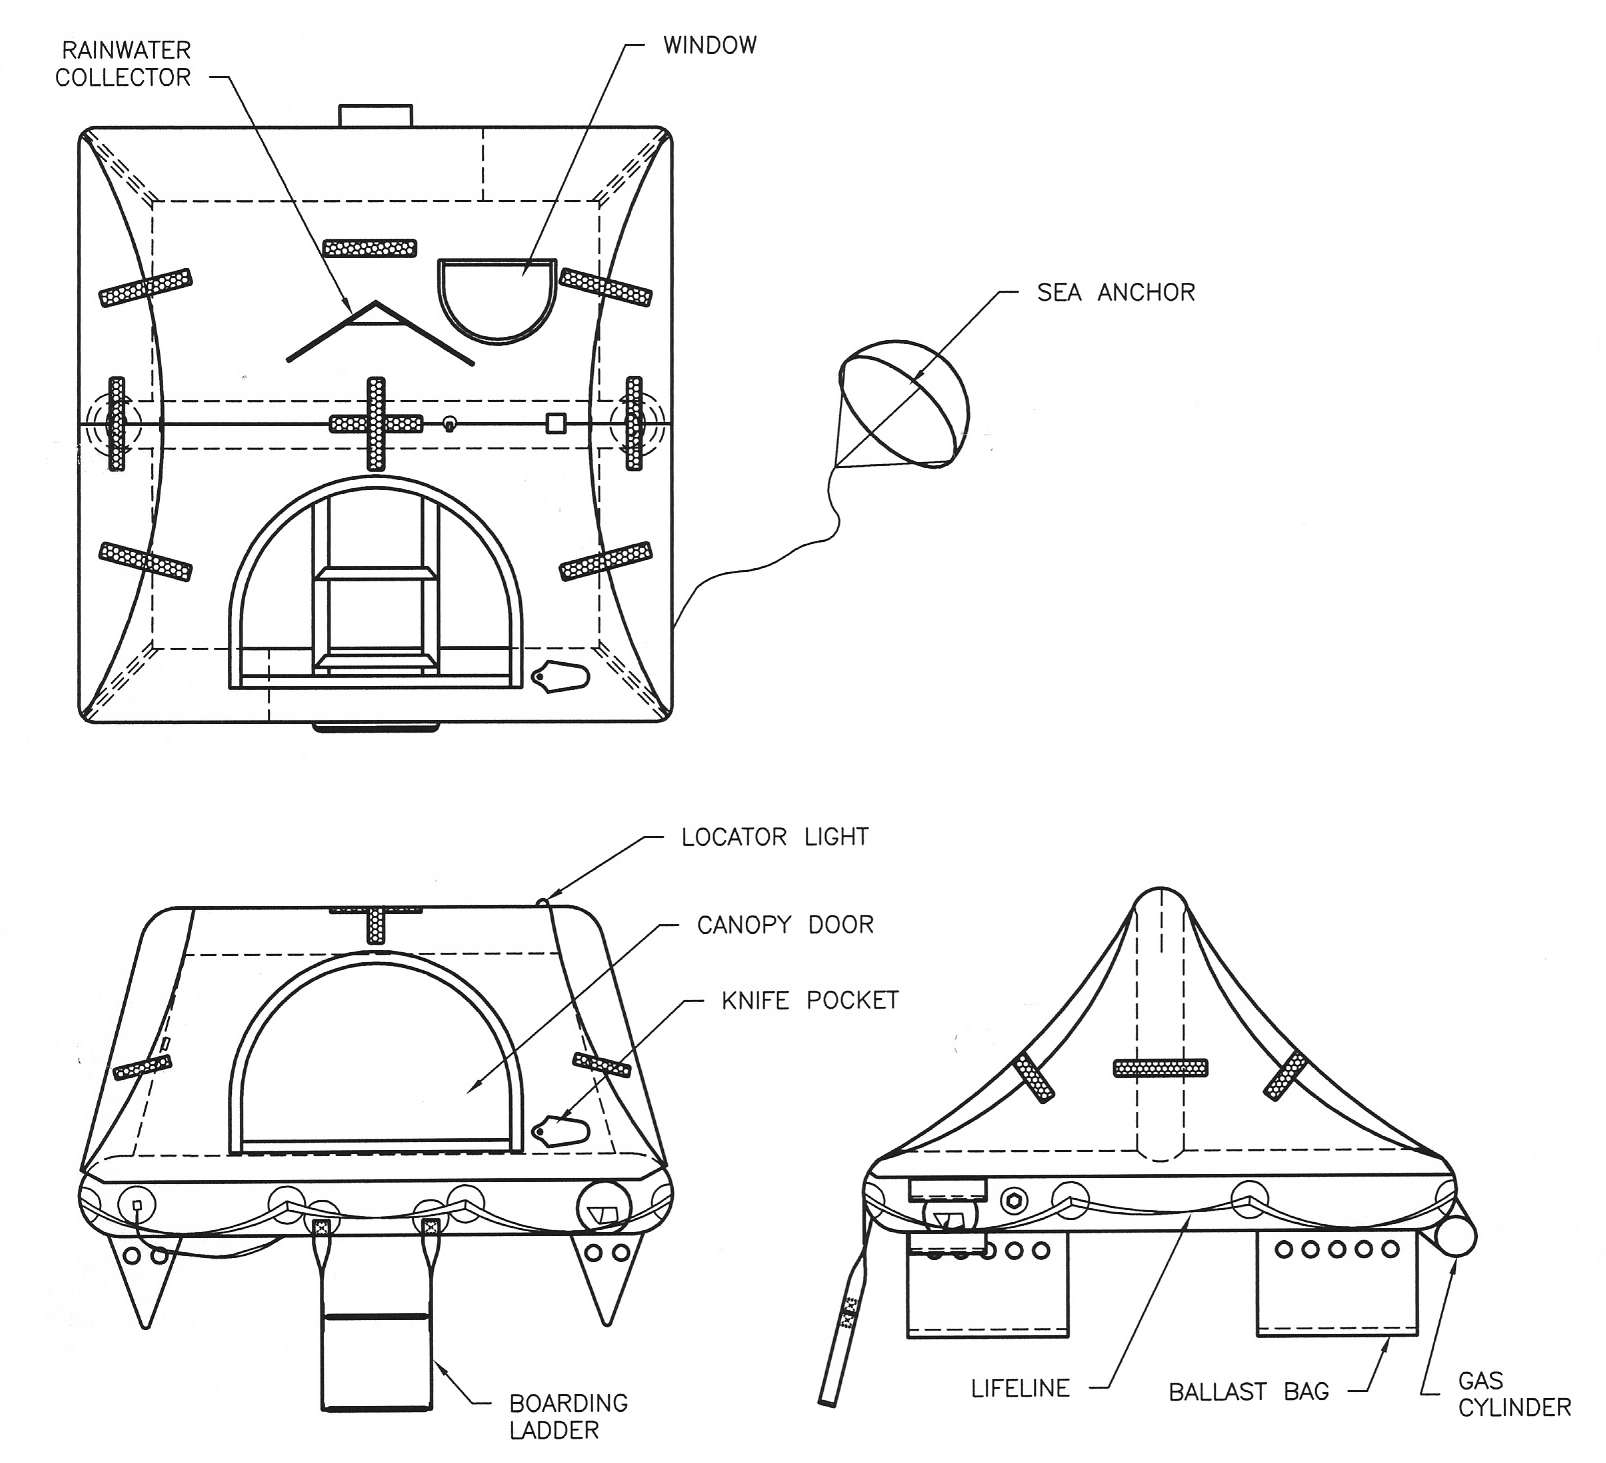 RAINWATER
COLLECTOR
WINDOW
SEA ANCHOR
LOCATOR LIGHT
CANOPY DOOR
KNIFE POCKET
BOARDING
LADDER
LIFELINE
BALLAST BAG
GAS
CYLINDER